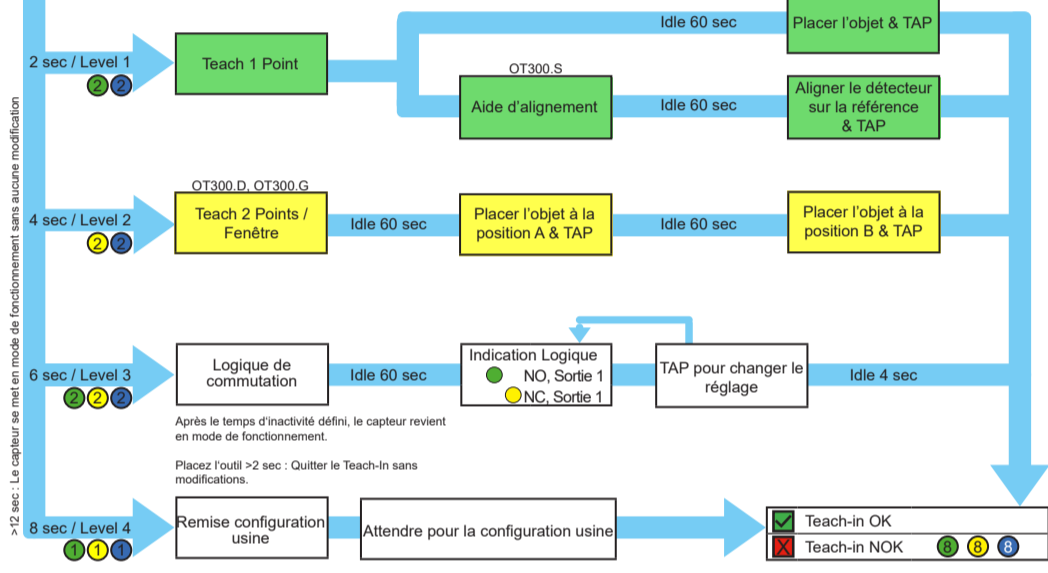 >12 sec : Le capteur se met en mode de fonctionnement sans aucune modification
2 sec / Level 1
2 2
Teach 1 Point
Idle 60 sec
Placer l'objet & TAP
OT300.S
Aide d'alignement
Idle 60 sec
Aligner le détecteur
sur la référence
& TAP
4 sec / Level 2
2 2
OT300.D, OT300.G
Teach 2 Points /
Fenêtre
Idle 60 sec
Placer l'objet à la
position A & TAP
Idle 60 sec
Placer l'objet à la
position B & TAP
6 sec / Level 3
2 2 2
Logique de
commutation
Idle 60 sec
Indication Logique
NO, Sortie 1
NC, Sortie 1
TAP pour changer le
réglage
Idle 4 sec
Après le temps d'inactivité défini, le capteur revient
en mode de fonctionnement.
Placez l'outil >2 sec : Quitter le Teach-In sans
modifications.
8 sec / Level 4
1 1 1
Remise configuration
usine
Attendre pour la configuration usine
Teach-in OK
X Teach-in NOK 8 8 8